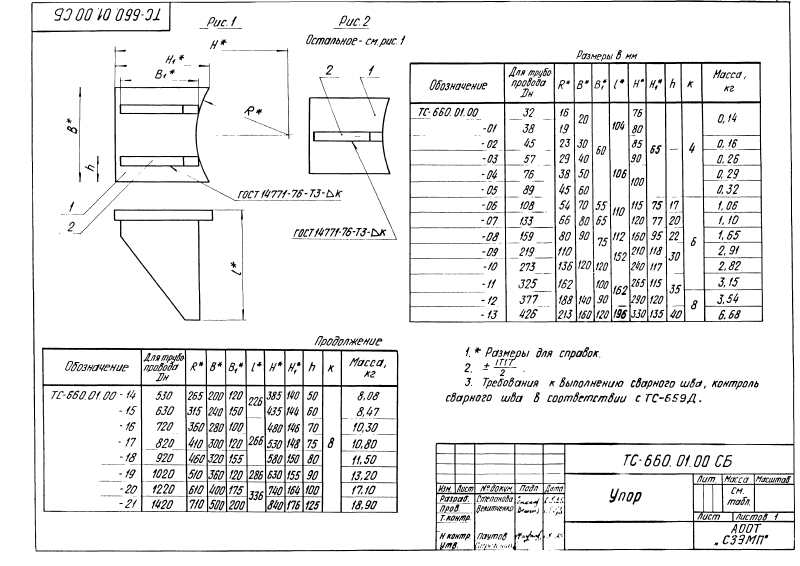 ТС-660 01 00 СБ
Рис.1
Рис.2
Остальное - см. рис.1
H*
H₁*
B₁*
B*
R*
h
1
2
ГОСТ 14771-76-Т3-△К
l*
2
1
ГОСТ 14771-76-Т3-△К
Размеры в мм
Обозначение | Для трубопровода Dн | R* | B* | B₁* | l* | H* | H₁* | h | к | Масса, кг
ТС-660.01.00 | 32 | 16 | 20 | 60 | 104 | 76 | 65 | | 4 | 0,14
-01 | 38 | 19 | 80
-02 | 45 | 23 | 30 | 85 | 0,16
-03 | 57 | 29 | 40 | 90 | 0,26
-04 | 76 | 38 | 50 | 106 | 100 | 0,29
-05 | 89 | 45 | 60 | 0,32
-06 | 108 | 54 | 70 | 55 | 110 | 115 | 75 | 17 | 6 | 1,06
-07 | 133 | 66 | 80 | 65 | 120 | 77 | 20 | 1,10
-08 | 159 | 80 | 90 | 75 | 112 | 160 | 95 | 22 | 1,65
-09 | 219 | 110 | 120 | 152 | 210 | 118 | 30 | 2,91
-10 | 273 | 136 | 120 | 240 | 117 | 2,82
-11 | 325 | 162 | 100 | 162 | 265 | 115 | 35 | 3,15
-12 | 377 | 188 | 140 | 90 | 290 | 120 | 8 | 3,54
-13 | 426 | 213 | 160 | 120 | 196 | 330 | 135 | 40 | 6,68
Продолжение
Обозначение | Для трубопровода Dн | R* | B* | B₁* | l* | H* | H₁* | h | к | Масса, кг
ТС-660.01.00 - 14 | 530 | 265 | 200 | 120 | 226 | 385 | 140 | 50 | 8 | 8,08
- 15 | 630 | 315 | 240 | 150 | 435 | 144 | 60 | 8,47
- 16 | 720 | 360 | 280 | 100 | 266 | 480 | 146 | 70 | 10,30
- 17 | 820 | 410 | 300 | 120 | 530 | 148 | 75 | 10,80
- 18 | 920 | 460 | 320 | 155 | 580 | 150 | 80 | 11,50
- 19 | 1020 | 510 | 360 | 120 | 286 | 630 | 155 | 90 | 13,20
- 20 | 1220 | 610 | 400 | 175 | 336 | 740 | 164 | 100 | 17,10
- 21 | 1420 | 710 | 500 | 200 | 840 | 176 | 125 | 18,90
1.* Размеры для справок.
2. ± IT17/2 .
3. Требования к выполнению сварного шва, контроль
сварного шва в соответствии с ТС-659Д.
ТС-660.01.00 СБ
Изм. Лист № докум. Подп. Дата
Разраб. Степанова
Пров.
Т.контр.
Н контр Паутов
Утв.
Упор
Лит. Масса Масштаб
см. табл.
Лист Листов 1
АООТ
„СЗЭМП"